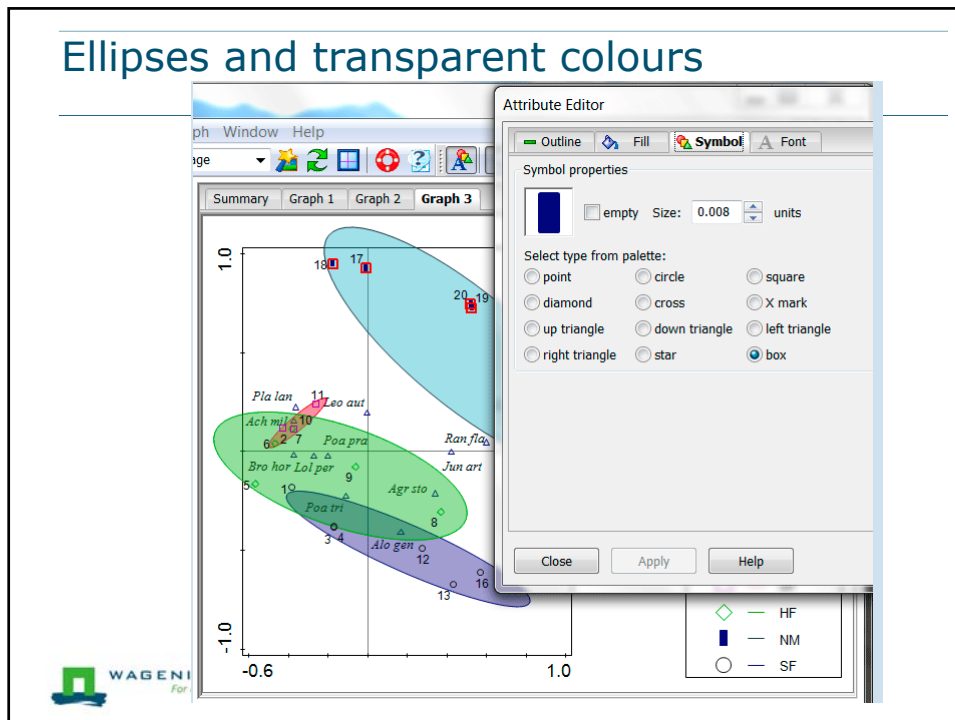 Ellipses and transparent colours
Attribute Editor
ph Window Help
Outline Fill Symbol A Font
age
Symbol properties
empty Size: 0.008 units
Summary Graph 1 Graph 2 Graph 3
Select type from palette:
point circle square
diamond cross X mark
up triangle down triangle left triangle
right triangle star box
1.0
18 17
20 19
Pla lan 11 Leo aut
Ach mil 10
6 2 7 Poa pra Ran fla
Bro hor Lol per Jun art
9
5 1 Agr sto
Poa tri 8
3 4 Alo gen
12
16
13
Close Apply Help
HF
NM
SF
-1.0
-0.6 1.0
WAGENI
For